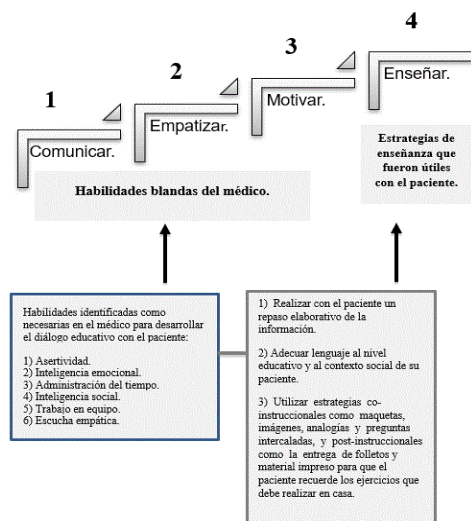 1
Comunicar.
2
Empatizar.
3
Motivar.
4
Enseñar.
Habilidades blandas del médico.
Estrategias de
enseñanza que
fueron útiles
con el paciente.
Habilidades identificadas como
necesarias en el médico para desarrollar
el diálogo educativo con el paciente:
1) Asertividad.
2) Inteligencia emocional.
3) Administración del tiempo.
4) Inteligencia social.
5) Trabajo en equipo.
6) Escucha empática.
1) Realizar con el paciente un
repaso elaborativo de la
información.
2) Adecuar lenguaje al nivel
educativo y al contexto social de su
paciente.
3) Utilizar estrategias co-
instruccionales como maquetas,
imágenes, analogías y preguntas
intercaladas, y post-instruccionales
como la entrega de folletos y
material impreso para que el
paciente recuerde los ejercicios que
debe realizar en casa.